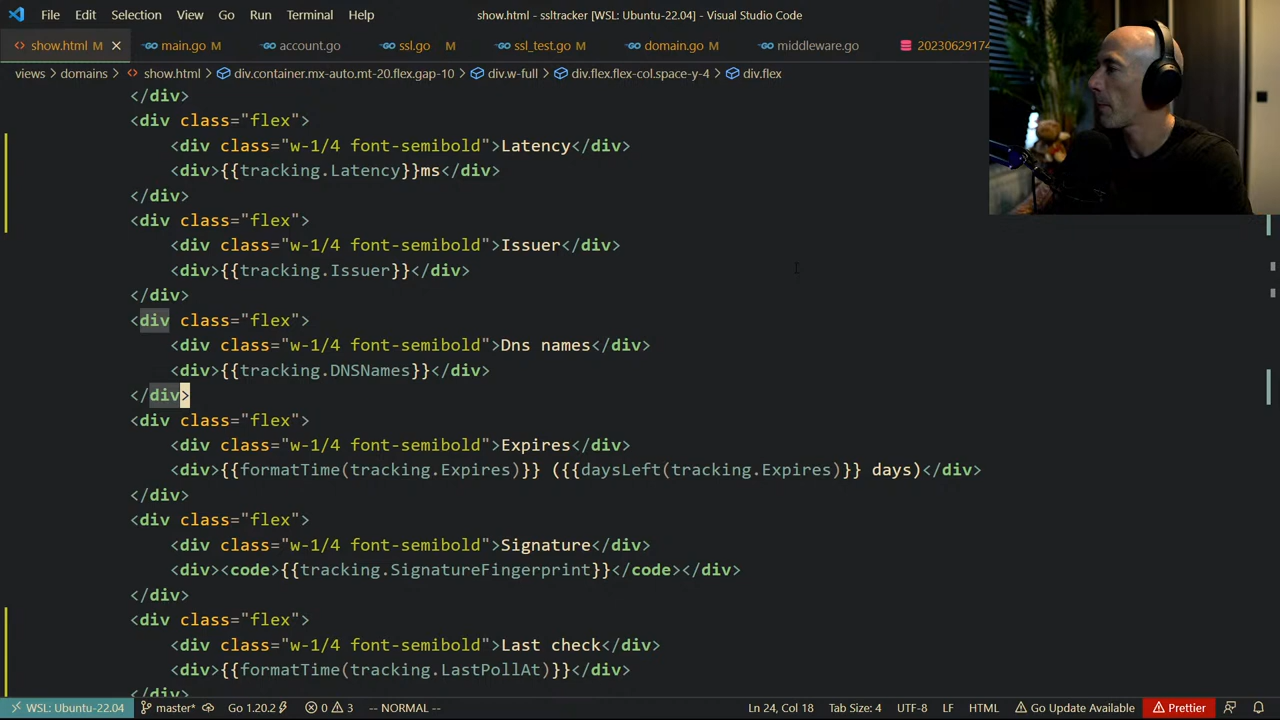 File Edit Selection View Go Run Terminal Help show.html - ssltracker [WSL: Ubuntu-22.04] - Visual Studio Code
show.html M main.go M account.go ssl.go M ssl_test.go M domain.go M middleware.go 2023062917
views > domains > show.html > div.container.mx-auto.mt-20.flex.gap-10 > div.w-full > div.flex.flex-col.space-y-4 > div.flex
</div>
<div class="flex">
<div class="w-1/4 font-semibold">Latency</div>
<div>{{tracking.Latency}}ms</div>
</div>
<div class="flex">
<div class="w-1/4 font-semibold">Issuer</div>
<div>{{tracking.Issuer}}</div>
</div>
<div class="flex">
<div class="w-1/4 font-semibold">Dns names</div>
<div>{{tracking.DNSNames}}</div>
</div>
<div class="flex">
<div class="w-1/4 font-semibold">Expires</div>
<div>{{formatTime(tracking.Expires)}} ({{daysLeft(tracking.Expires)}} days)</div>
</div>
<div class="flex">
<div class="w-1/4 font-semibold">Signature</div>
<div><code>{{tracking.SignatureFingerprint}}</code></div>
</div>
<div class="flex">
<div class="w-1/4 font-semibold">Last check</div>
<div>{{formatTime(tracking.LastPollAt)}}</div>
</div>
WSL: Ubuntu-22.04 master* Go 1.20.2 0 3 -- NORMAL -- Ln 24, Col 18 Tab Size: 4 UTF-8 LF HTML Go Update Available Prettier